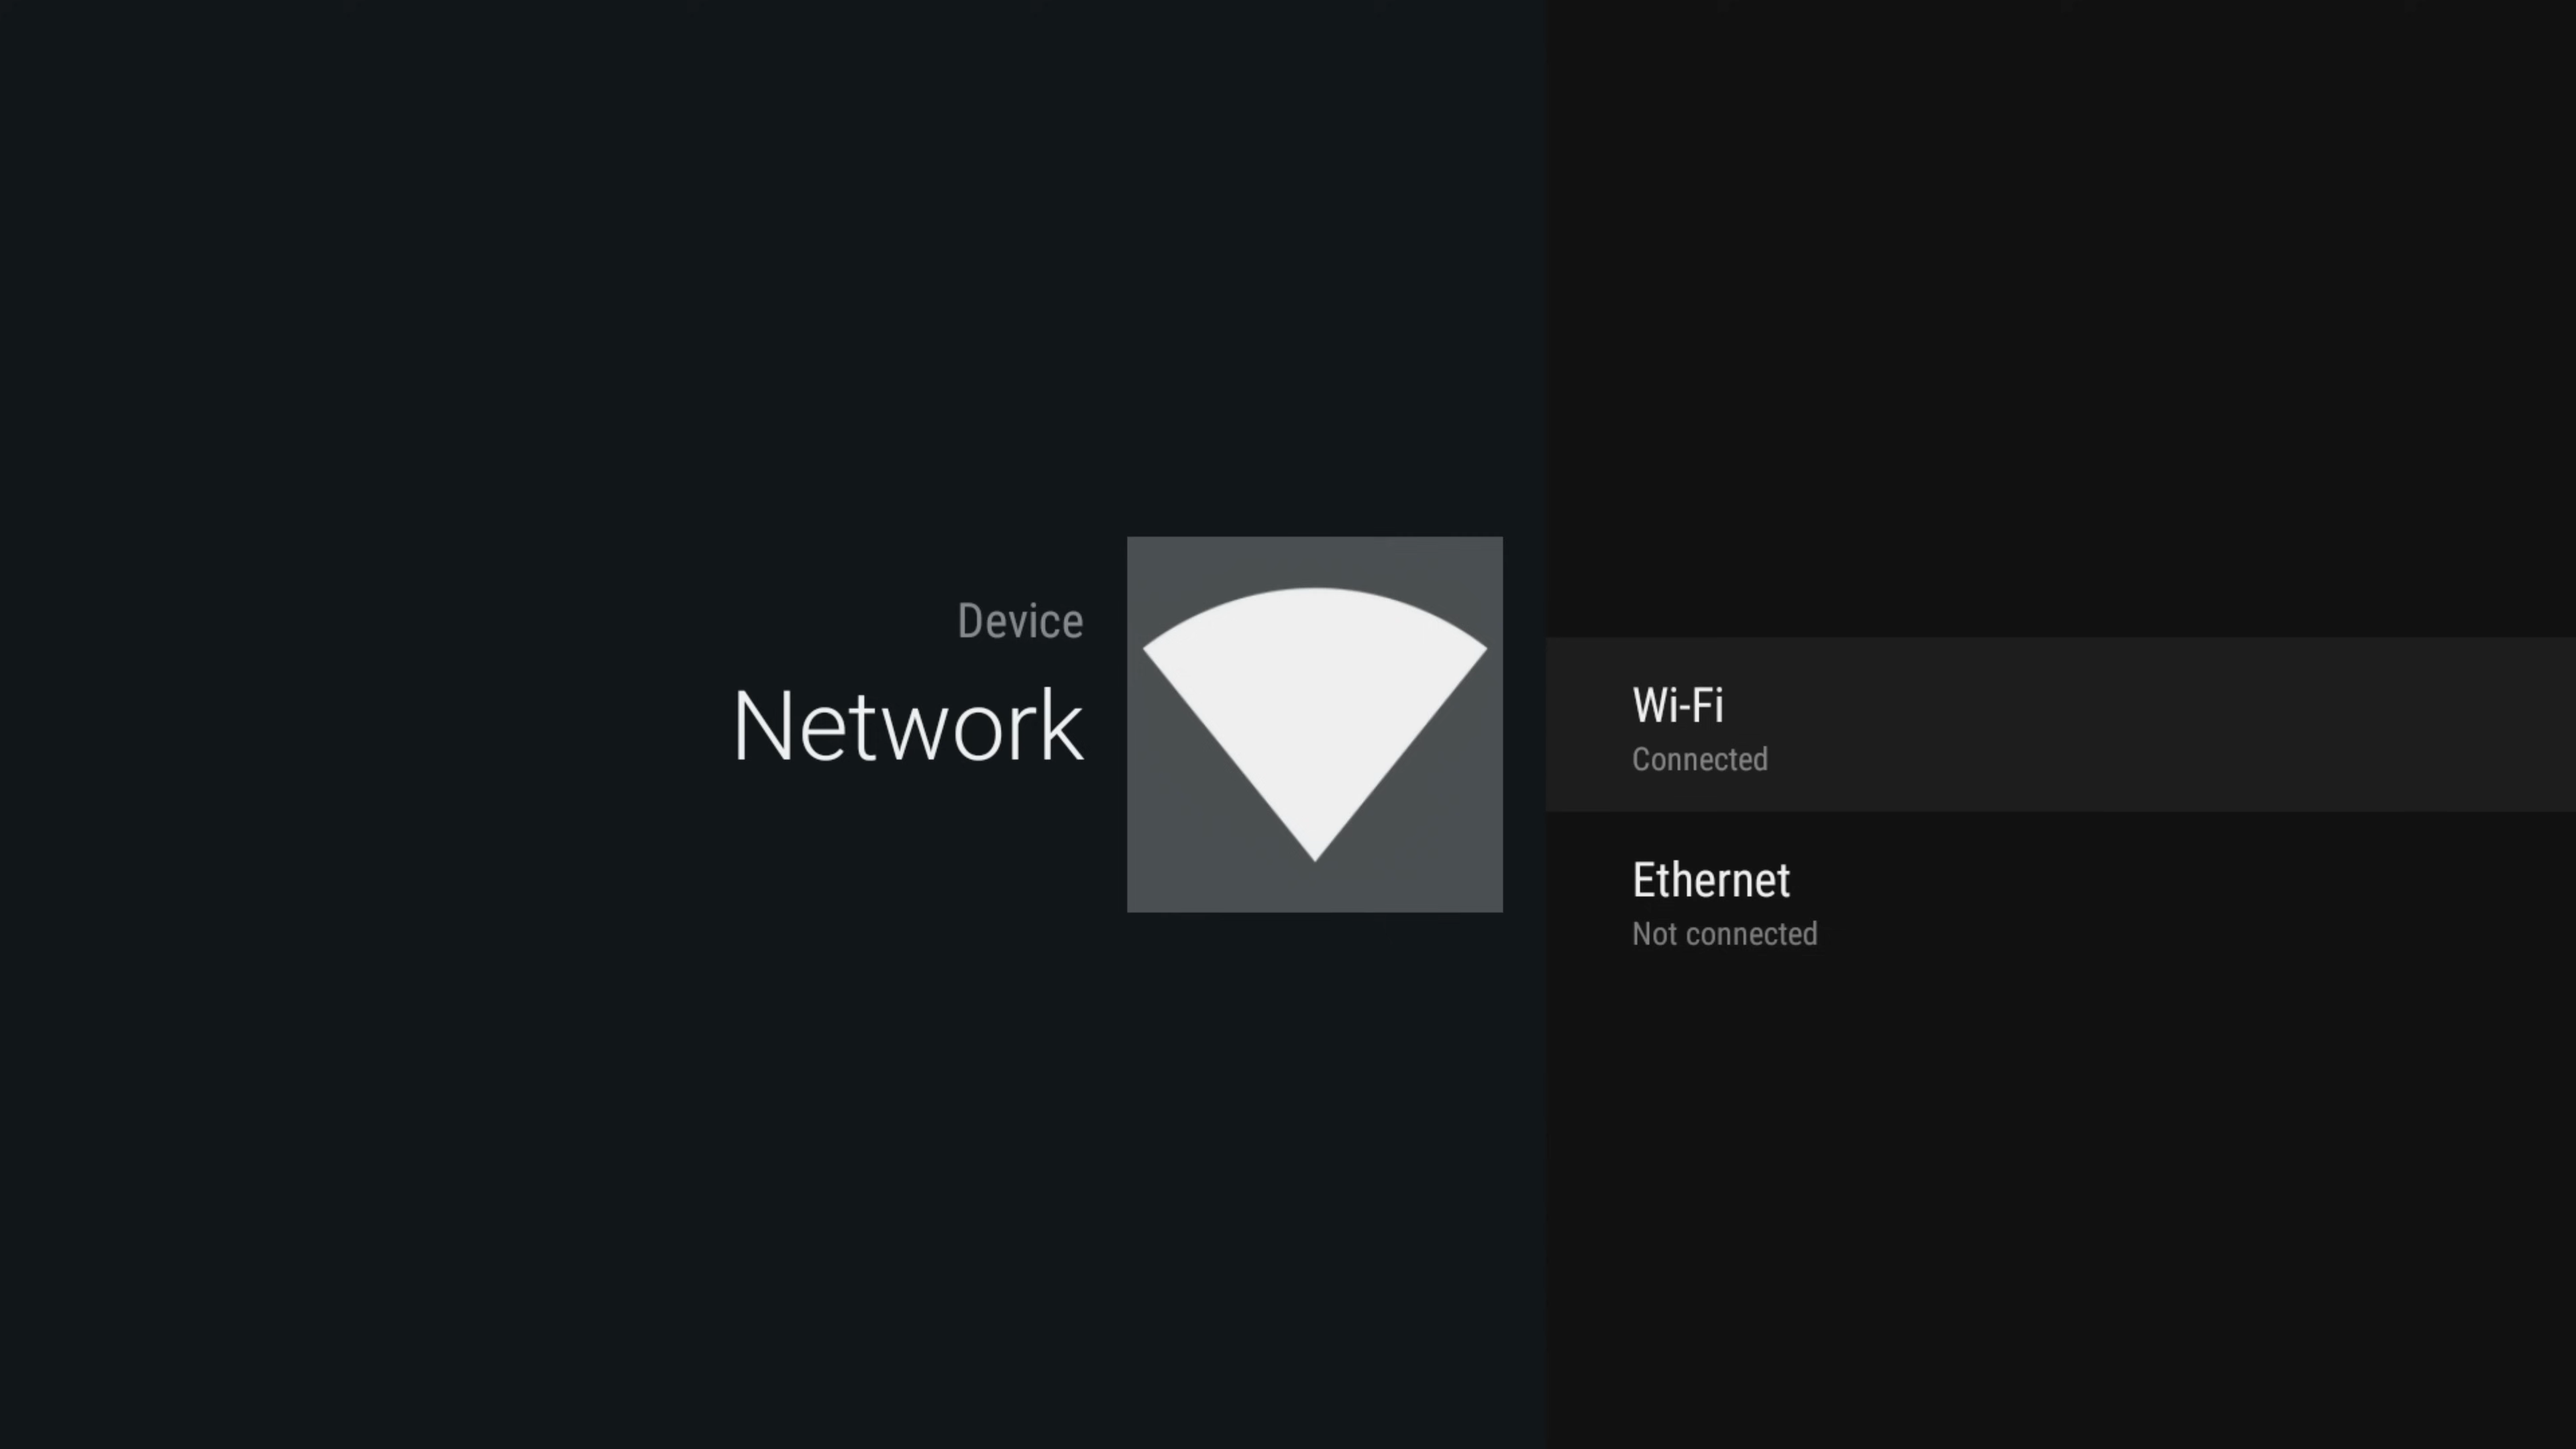 Device
Network
Wi-Fi
Connected
Ethernet
Not connected